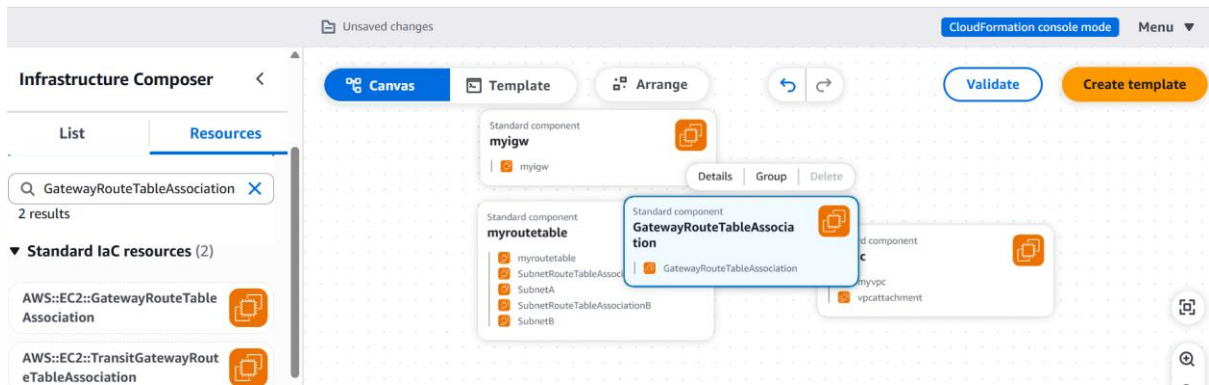 Unsaved changes
CloudFormation console mode
Menu
Infrastructure Composer
Canvas
Template
Arrange
Validate
Create template
List
Resources
GatewayRouteTableAssociation
2 results
Standard IaC resources (2)
AWS::EC2::GatewayRouteTable
Association
AWS::EC2::TransitGatewayRout
eTableAssociation
Standard component
myigw
myigw
Details
Group
Delete
Standard component
myroutetable
myroutetable
SubnetRouteTableAssoci
SubnetA
SubnetRouteTableAssociationB
SubnetB
Standard component
GatewayRouteTableAssocia
tion
GatewayRouteTableAssociation
d component
c
myvpc
vpcattachment